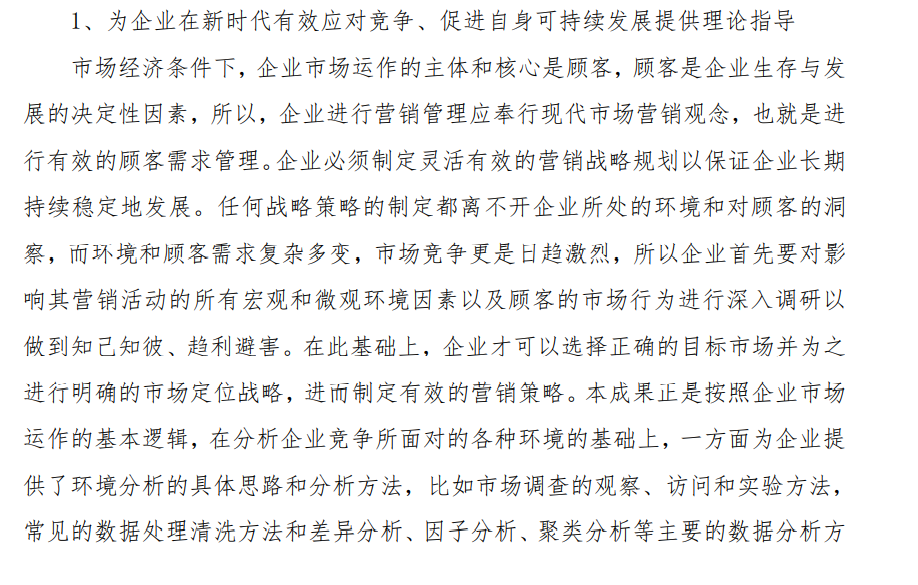 1、为企业在新时代有效应对竞争、促进自身可持续发展提供理论指导
市场经济条件下，企业市场运作的主体和核心是顾客，顾客是企业生存与发
展的决定性因素，所以，企业进行营销管理应奉行现代市场营销观念，也就是进
行有效的顾客需求管理。企业必须制定灵活有效的营销战略规划以保证企业长期
持续稳定地发展。任何战略策略的制定都离不开企业所处的环境和对顾客的洞
察，而环境和顾客需求复杂多变，市场竞争更是日趋激烈，所以企业首先要对影
响其营销活动的所有宏观和微观环境因素以及顾客的市场行为进行深入调研以
做到知己知彼、趋利避害。在此基础上，企业才可以选择正确的目标市场并为之
进行明确的市场定位战略，进而制定有效的营销策略。本成果正是按照企业市场
运作的基本逻辑，在分析企业竞争所面对的各种环境的基础上，一方面为企业提
供了环境分析的具体思路和分析方法，比如市场调查的观察、访问和实验方法，
常见的数据处理清洗方法和差异分析、因子分析、聚类分析等主要的数据分析方